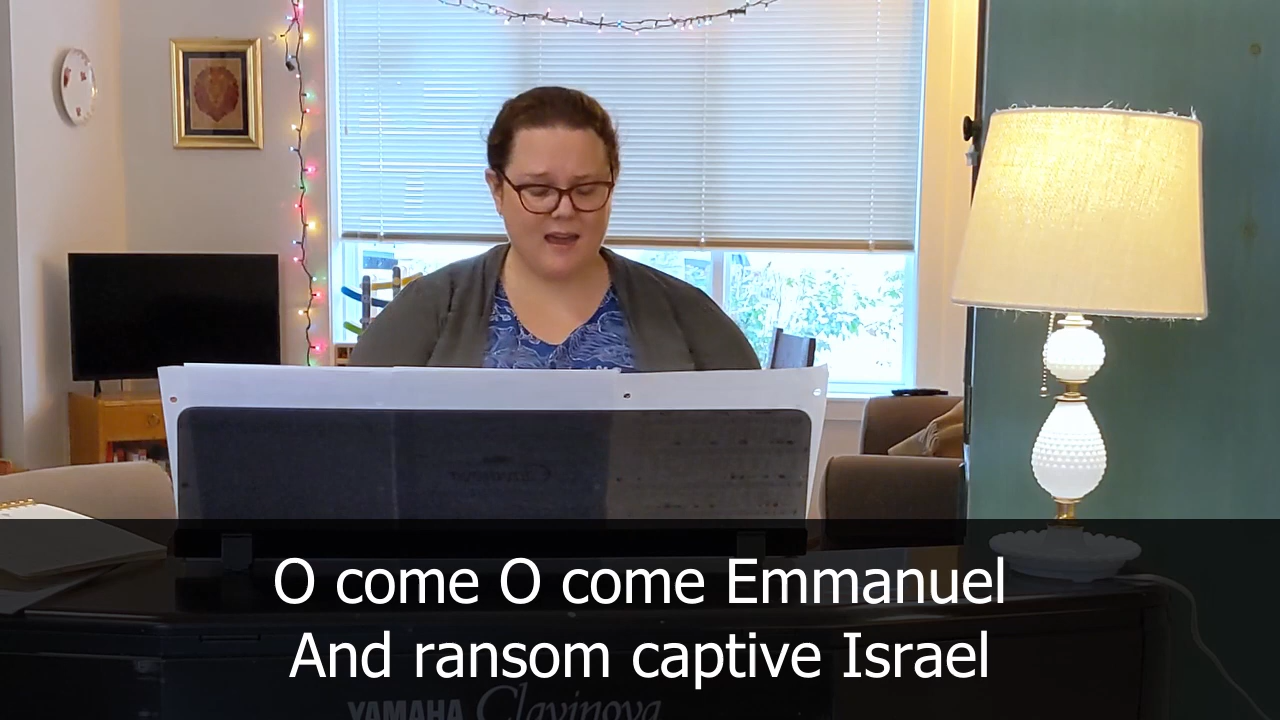 O come O come Emmanuel
And ransom captive Israel
YAMAHA Clavinova